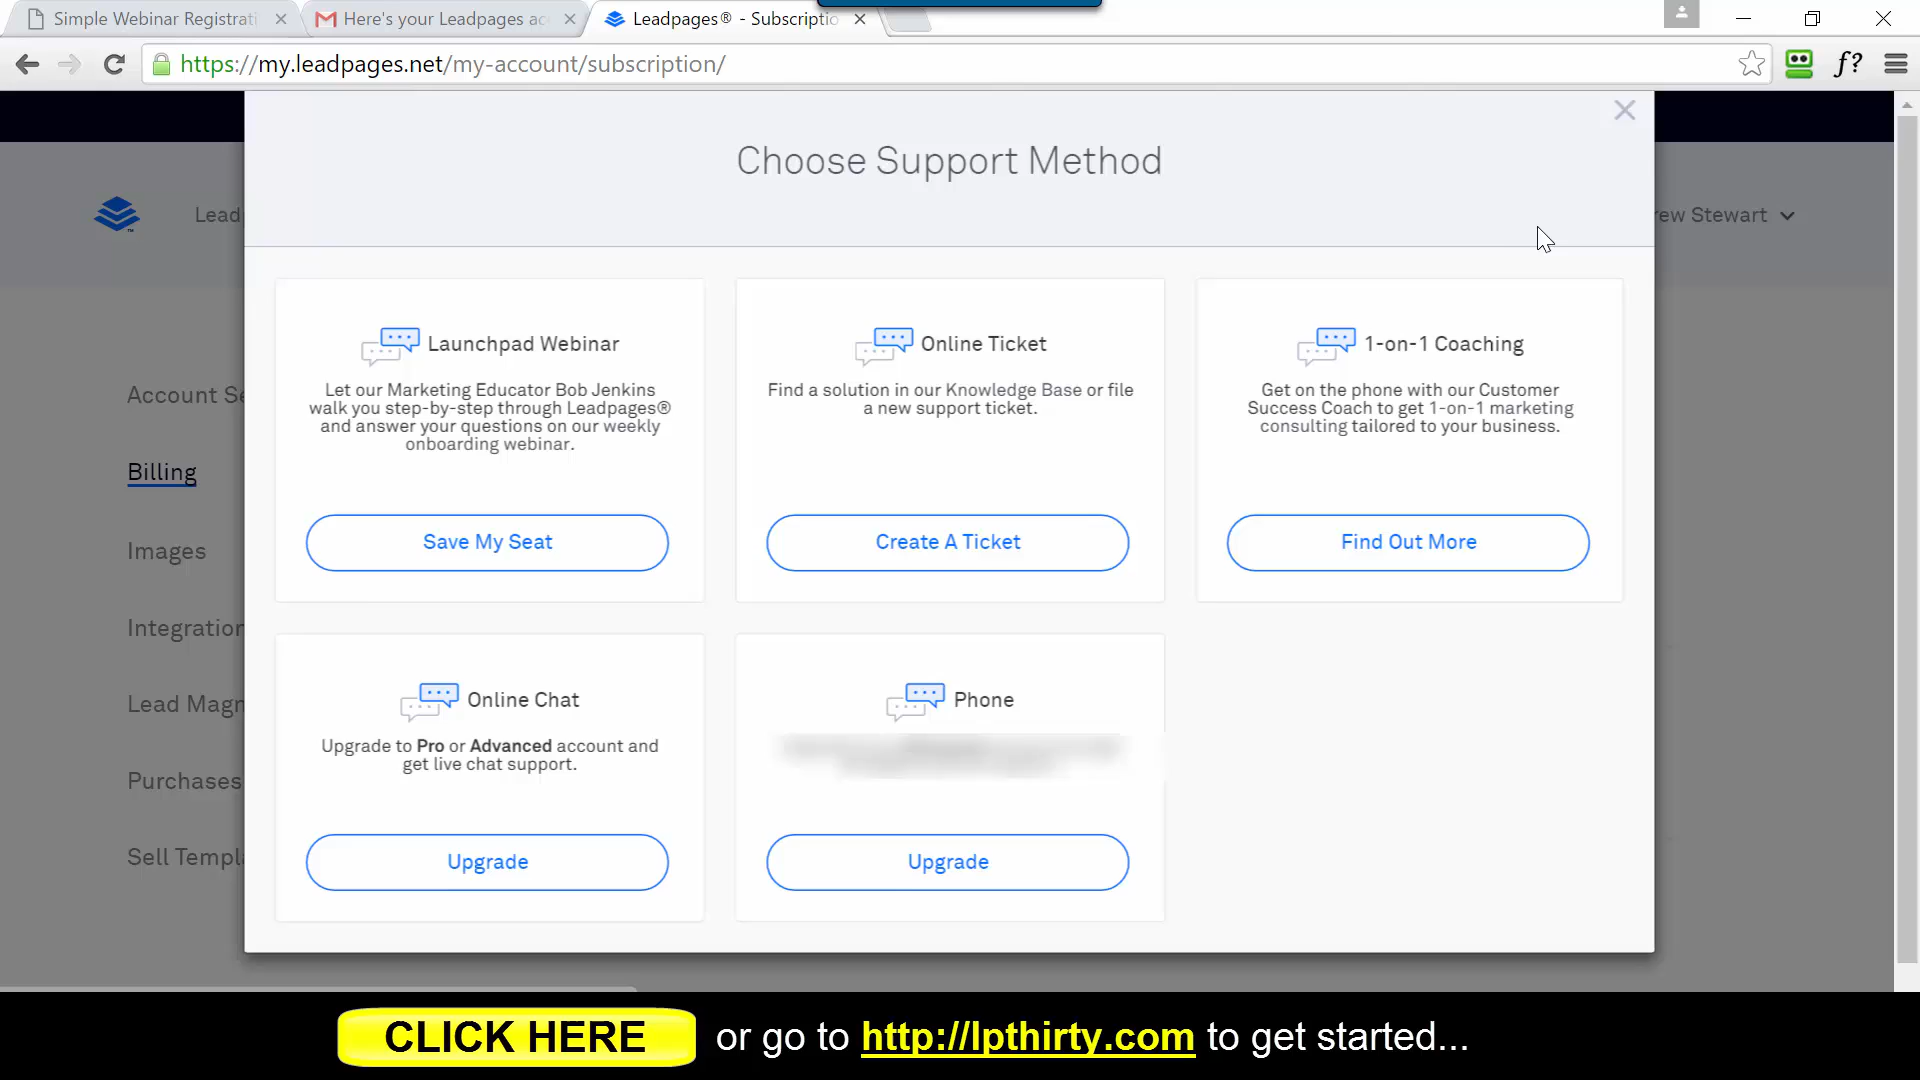 Simple Webinar Registrati
Here's your Leadpages ac
Leadpages® - Subscriptio
https://my.leadpages.net/my-account/subscription/
f?
Choose Support Method
Lead
rew Stewart
Launchpad Webinar
Let our Marketing Educator Bob Jenkins
walk you step-by-step through Leadpages®
and answer your questions on our weekly
onboarding webinar.
Save My Seat
Online Ticket
Find a solution in our Knowledge Base or file
a new support ticket.
Create A Ticket
1-on-1 Coaching
Get on the phone with our Customer
Success Coach to get 1-on-1 marketing
consulting tailored to your business.
Find Out More
Account Se
Billing
Images
Integration
Lead Magn
Purchases
Sell Templa
Online Chat
Upgrade to Pro or Advanced account and
get live chat support.
Upgrade
Phone
Upgrade
CLICK HERE or go to http://lpthirty.com to get started...